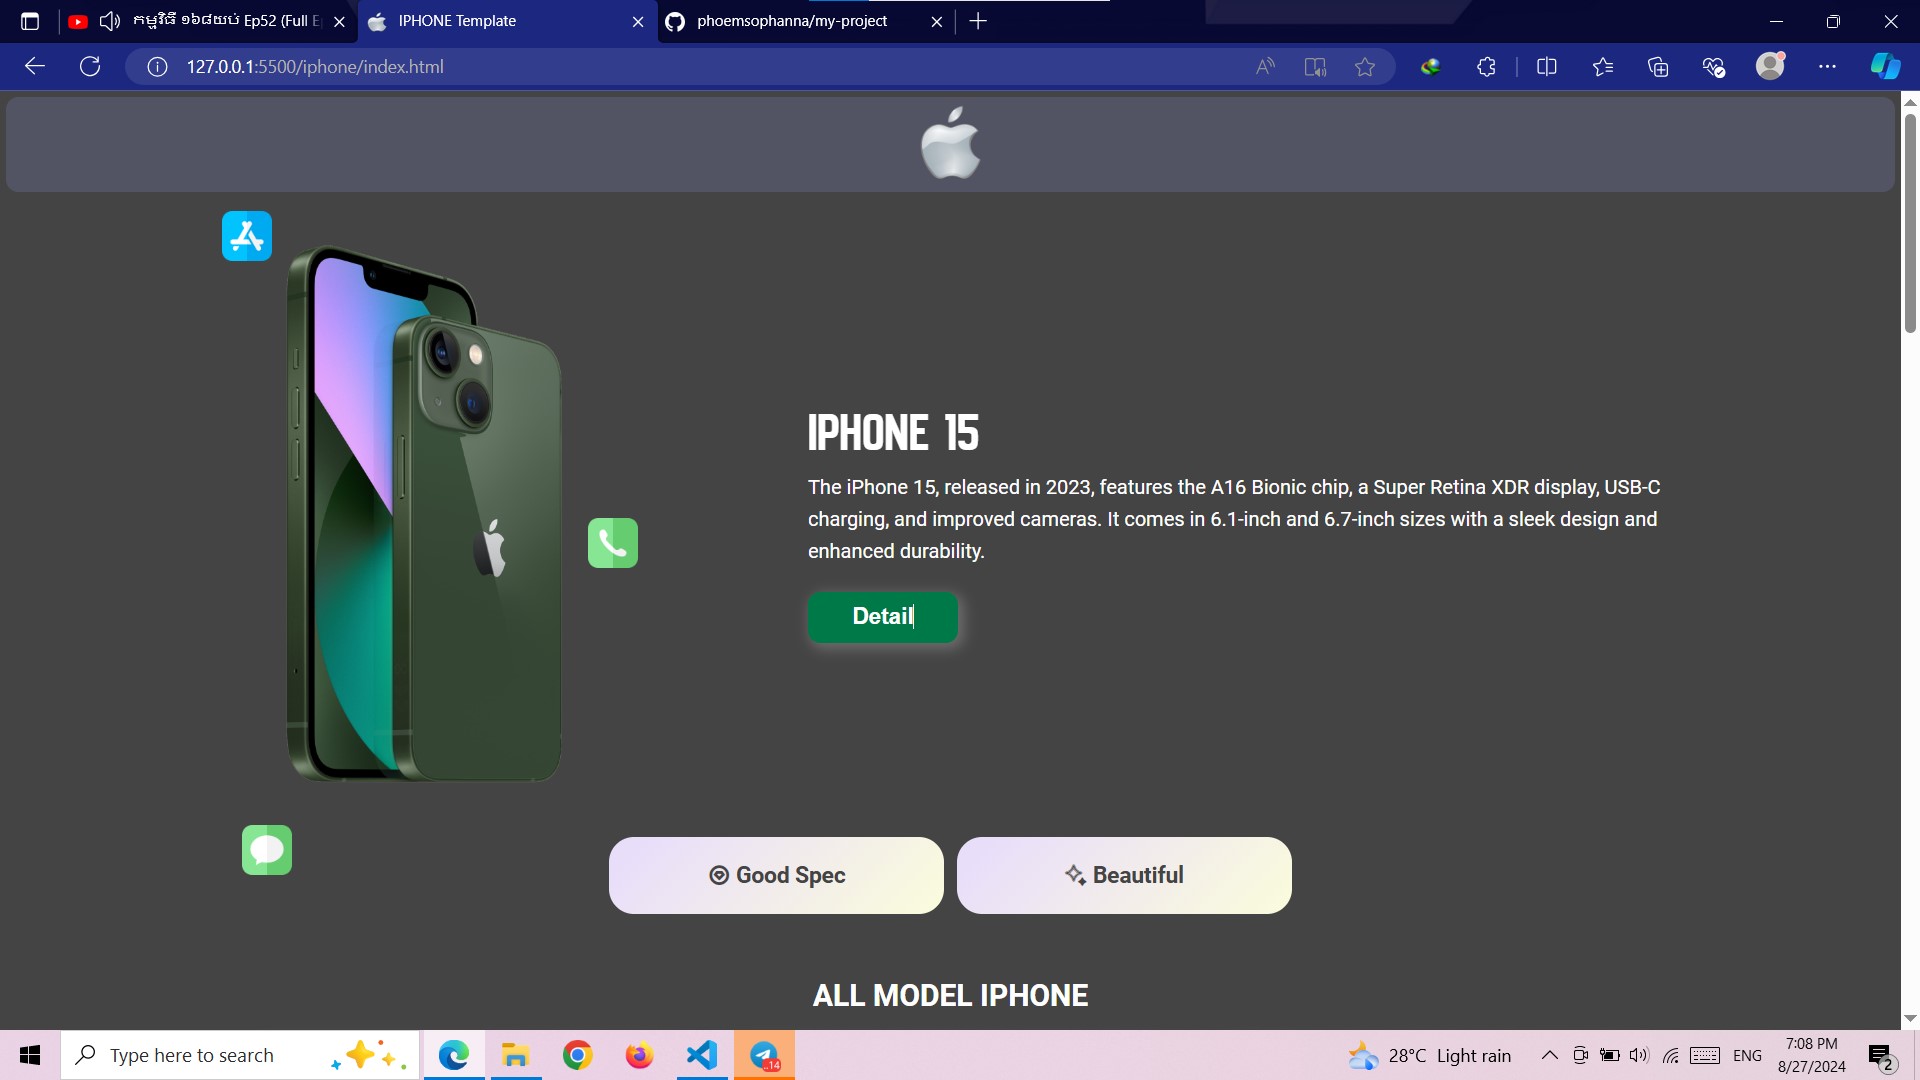 កម្មវិធី ១៦៨យប់ Ep52 (Full E
IPHONE Template
phoemsophanna/my-project
127.0.0.1:5500/iphone/index.html
IPHONE 15
The iPhone 15, released in 2023, features the A16 Bionic chip, a Super Retina XDR display, USB-C
charging, and improved cameras. It comes in 6.1-inch and 6.7-inch sizes with a sleek design and
enhanced durability.
Detail
Good Spec
Beautiful
ALL MODEL IPHONE
Type here to search
..14
28°C Light rain
ENG
7:08 PM
8/27/2024
2